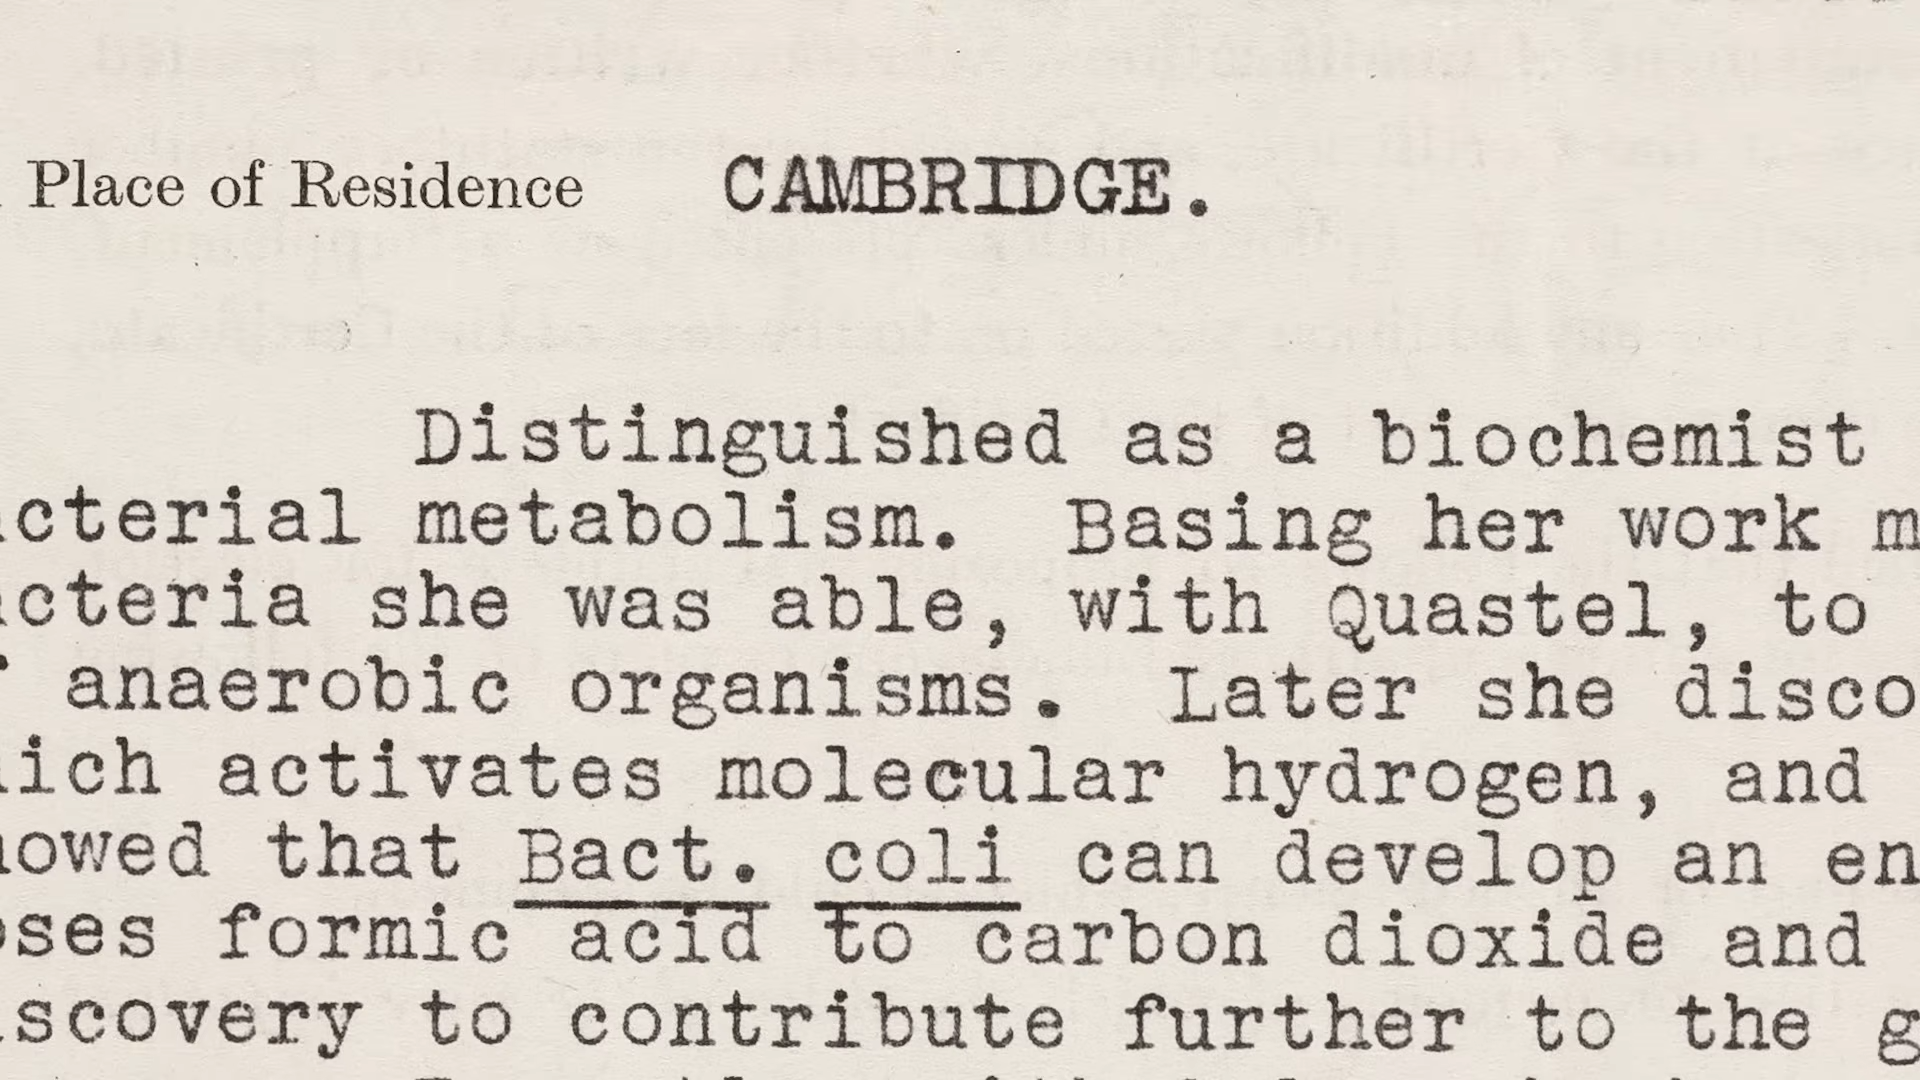 Place of Residence CAMBRIDGE.
Distinguished as a biochemist
cterial metabolism. Basing her work m
cteria she was able, with Quastel, to
anaerobic organisms. Later she disco
ich activates molecular hydrogen, and
owed that Bact. coli can develop an en
ses formic acid to carbon dioxide and
scovery to contribute further to the g